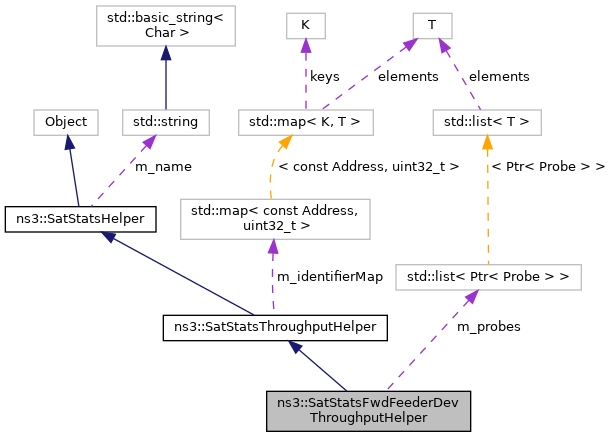 std::basic_string<
Char >
K
T
keys
elements
elements
Object
std::string
std::map< K, T >
std::list< T >
m_name
< const Address, uint32_t >
< Ptr< Probe > >
ns3::SatStatsHelper
std::map< const Address,
uint32_t >
m_identifierMap
std::list< Ptr< Probe > >
ns3::SatStatsThroughputHelper
m_probes
ns3::SatStatsFwdFeederDev
ThroughputHelper